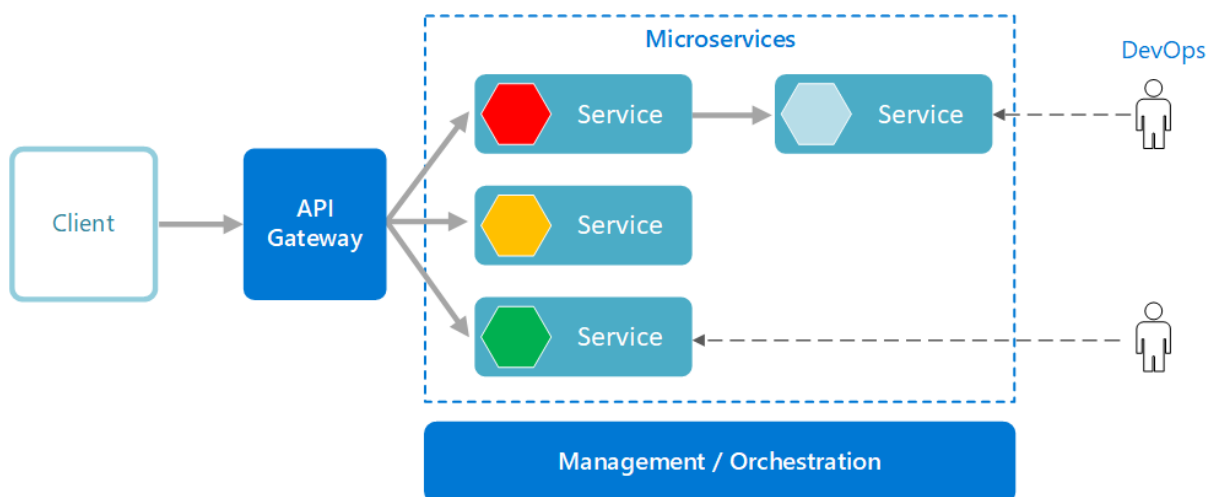 Microservices
DevOps
Service
Service
Client
API
Gateway
Service
Service
Management / Orchestration